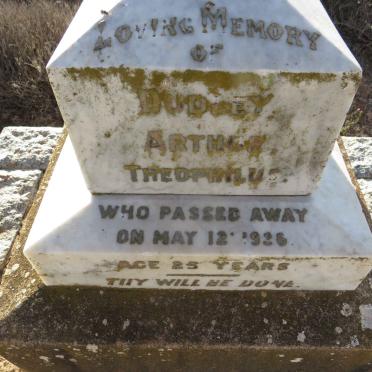 LOVING MEMORY
OF
DUDLEY
ARTHUR
THEOPHILUS.
WHO PASSED AWAY
ON MAY 12' 1926.
AGE 25 YEARS
THY WILL BE DONE.